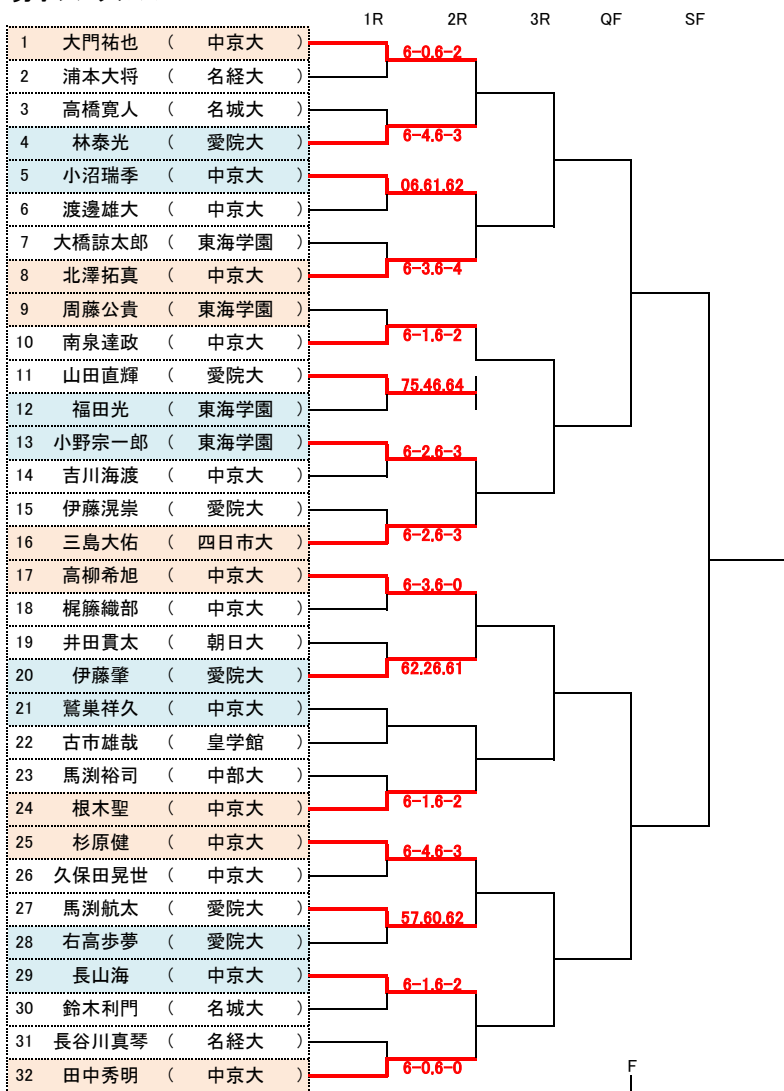 1R 2R 3R QF SF
1 大門祐也 ( 中京大 ) 6-0.6-2
2 浦本大将 ( 名経大 )
3 高橋寛人 ( 名城大 )
4 林泰光 ( 愛院大 ) 6-4.6-3
5 小沼瑞季 ( 中京大 ) 06.61.62
6 渡邊雄大 ( 中京大 )
7 大橋諒太郎 ( 東海学園 )
8 北澤拓真 ( 中京大 ) 6-3.6-4
9 周藤公貴 ( 東海学園 )
10 南泉達政 ( 中京大 ) 6-1.6-2
11 山田直輝 ( 愛院大 ) 75.46.64
12 福田光 ( 東海学園 )
13 小野宗一郎 ( 東海学園 ) 6-2.6-3
14 吉川海渡 ( 中京大 )
15 伊藤滉崇 ( 愛院大 )
16 三島大佑 ( 四日市大 ) 6-2.6-3
17 高柳希旭 ( 中京大 ) 6-3.6-0
18 梶籐織部 ( 中京大 )
19 井田貫太 ( 朝日大 )
20 伊藤肇 ( 愛院大 ) 62.26.61
21 鷲巣祥久 ( 中京大 )
22 古市雄哉 ( 皇学館 )
23 馬渕裕司 ( 中部大 )
24 根木聖 ( 中京大 ) 6-1.6-2
25 杉原健 ( 中京大 ) 6-4.6-3
26 久保田晃世 ( 中京大 )
27 馬渕航太 ( 愛院大 ) 57.60.62
28 右高歩夢 ( 愛院大 )
29 長山海 ( 中京大 ) 6-1.6-2
30 鈴木利門 ( 名城大 )
31 長谷川真琴 ( 名経大 )
32 田中秀明 ( 中京大 ) 6-0.6-0
F